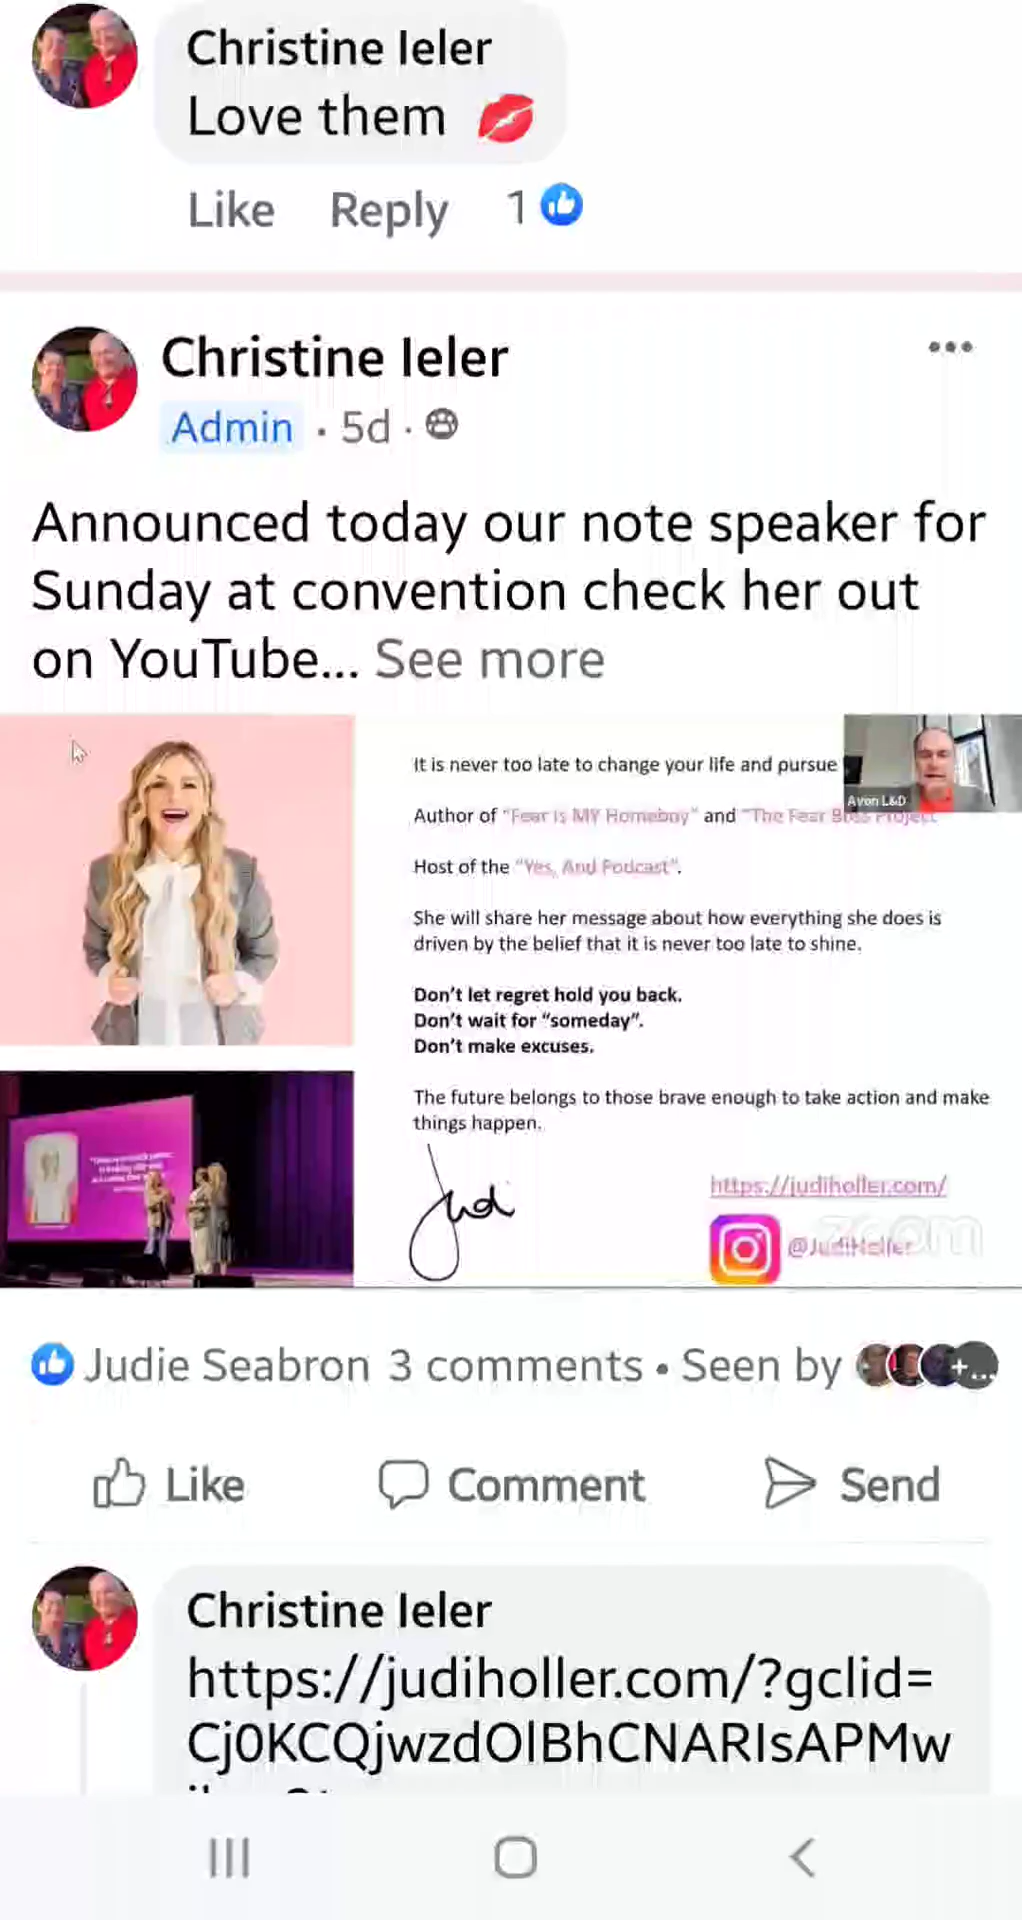 Christine Ieler
Love them 💋
Like Reply 1
Christine Ieler
Admin · 5d ·
Announced today our note speaker for
Sunday at convention check her out
on YouTube... See more
It is never too late to change your life and pursue
Avon L&D
Author of "Fear Is MY Homeboy" and "The Fear Boss Project
Host of the "Yes, And Podcast".
She will share her message about how everything she does is
driven by the belief that it is never too late to shine.
Don't let regret hold you back.
Don't wait for "someday".
Don't make excuses.
The future belongs to those brave enough to take action and make
things happen.
Judi
https://judiholler.com/
zoom
@JudiHoller
Judie Seabron 3 comments • Seen by
Like Comment Send
Christine Ieler
https://judiholler.com/?gclid=
Cj0KCQjwzdOlBhCNARIsAPMw